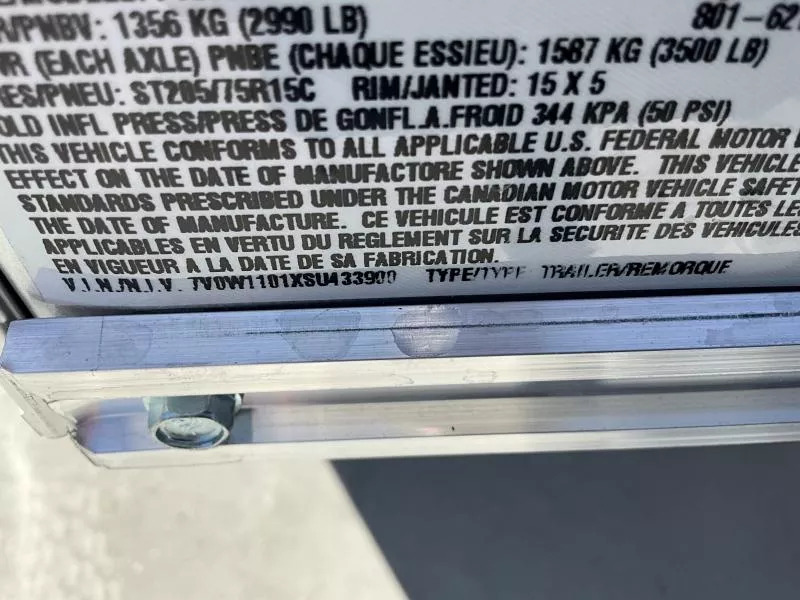 R/PNBV: 1356 KG (2990 LB)
801-621
WR (EACH AXLE) PNBE (CHAQUE ESSIEU): 1587 KG (3500 LB)
RES/PNEU: ST205/75R15C RIM/JANTED: 15 X 5
OLD INFL PRESS/PRESS DE GONFL.A.FROID 344 KPA (50 PSI)
THIS VEHICLE CONFORMS TO ALL APPLICABLE U.S. FEDERAL MOTOR V
EFFECT ON THE DATE OF MANUFACTORE SHOWN ABOVE. THIS VEHICLE
STANDARDS PRESCRIBED UNDER THE CANADIAN MOTOR VEHICLE SAFET
THE DATE OF MANUFACTURE. CE VEHICULE EST CONFORME A TOUTES LE
APPLICABLES EN VERTU DU REGLEMENT SUR LA SECURITE DES VEHICULES
EN VIGUEUR A LA DATE DE SA FABRICATION.
V.I.N./N.I.V. 7V0W1101XSU433900 TYPE/TYPE TRAILER/REMORQUE